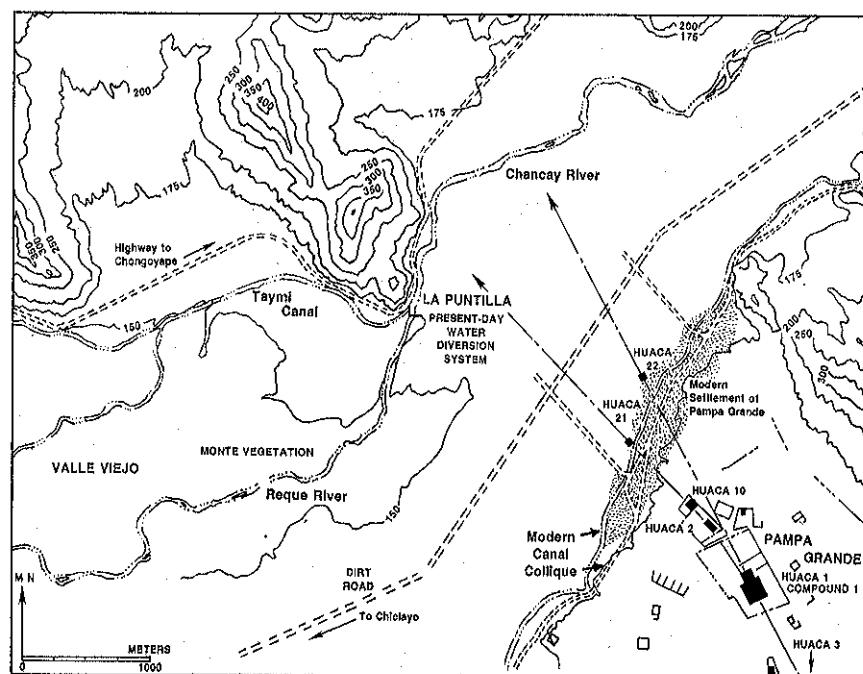 200
175
250
300
350
400
200
175
175
250
300
350
350
300
250
Highway to
Chongoyape
Chancay River
Taymi
Canal
150
LA PUNTILLA
PRESENT-DAY
WATER
DIVERSION
SYSTEM
175
200
250
300
HUACA
22
HUACA
21
Modern
Settlement of
Pampa Grande
MONTE VEGETATION
VALLE VIEJO
Reque River
150
HUACA 10
HUACA 2
PAMPA
GRANDE
HUACA 1
COMPOUND 1
HUACA 3
Modern
Canal
Collique
DIRT
ROAD
To Chiclayo
M N
METERS
0
1000